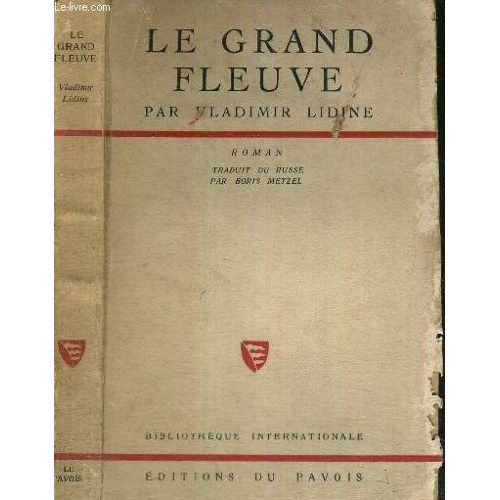 © Le-livre.com
LE
GRAND
FLEUVE
Vladimir
Lidine
LE
PAVOIS
LE GRAND
FLEUVE
PAR VLADIMIR LIDINE
ROMAN
TRADUIT DU RUSSE
PAR BORIS METZEL
BIBLIOTHÈQUE INTERNATIONALE
ÉDITIONS DU PAVOIS